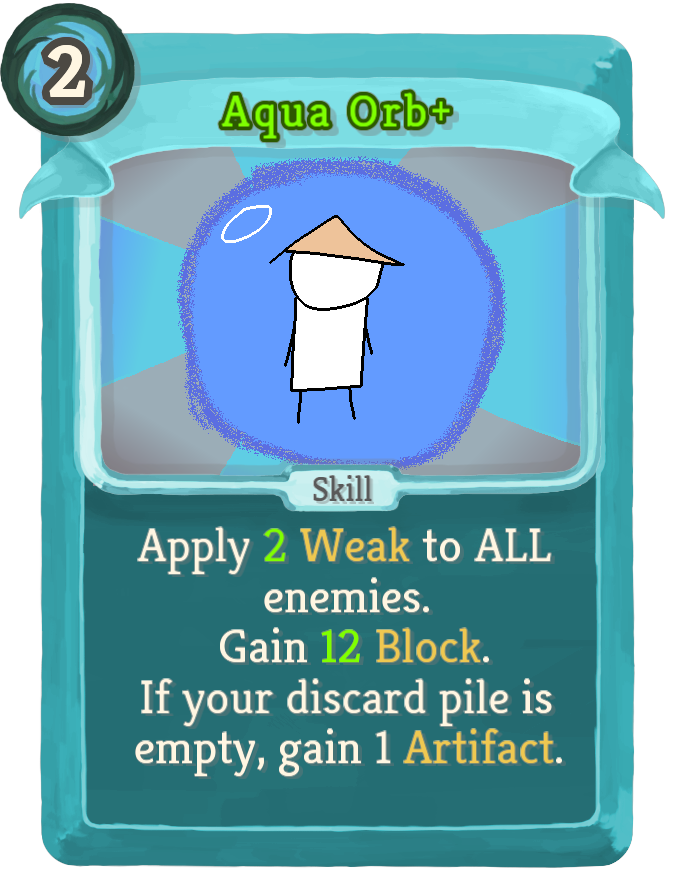 2
Aqua Orb+
Skill
Apply 2 Weak to ALL
enemies.
Gain 12 Block.
If your discard pile is
empty, gain 1 Artifact.